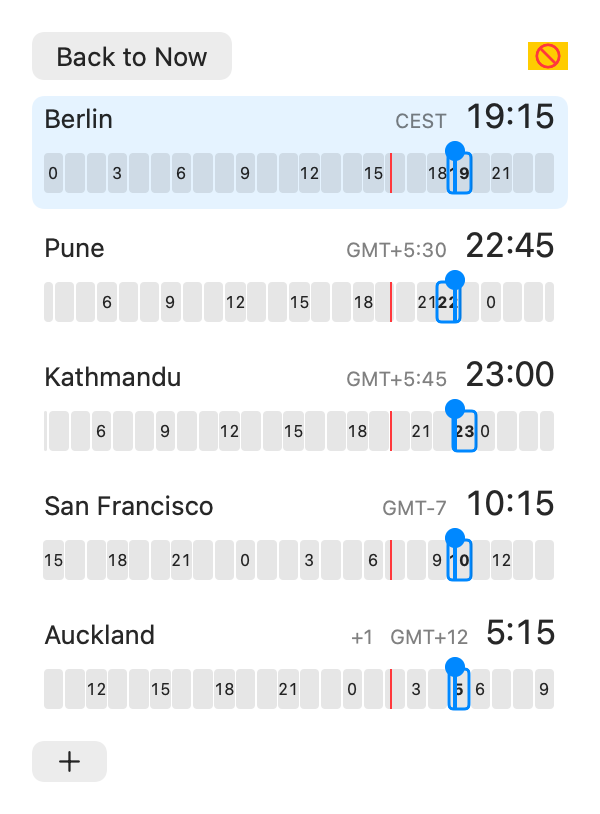 Back to Now
Berlin CEST 19:15
0 3 6 9 12 15 18 19 21
Pune GMT+5:30 22:45
6 9 12 15 18 21 22 0
Kathmandu GMT+5:45 23:00
6 9 12 15 18 21 23 0
San Francisco GMT-7 10:15
15 18 21 0 3 6 9 10 12
Auckland +1 GMT+12 5:15
12 15 18 21 0 3 5 6 9
+